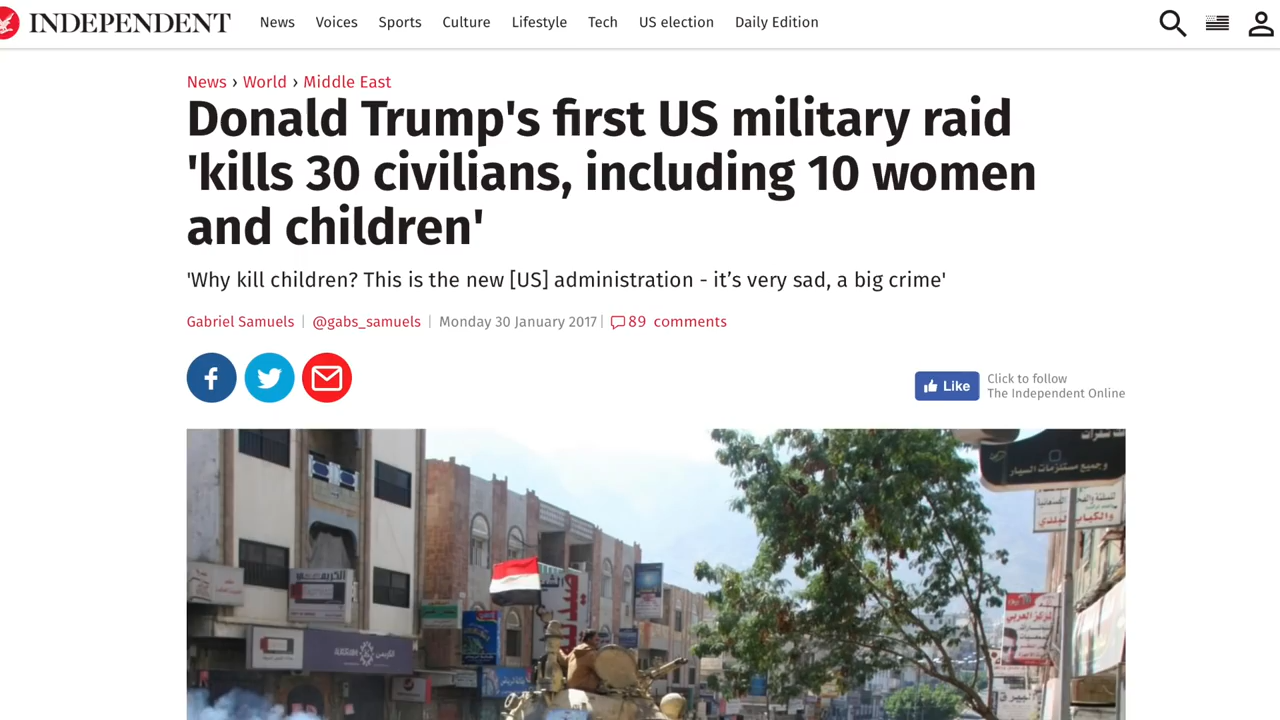 INDEPENDENT
News Voices Sports Culture Lifestyle Tech US election Daily Edition
News › World › Middle East
Donald Trump's first US military raid
'kills 30 civilians, including 10 women
and children'
'Why kill children? This is the new [US] administration - it’s very sad, a big crime'
Gabriel Samuels | @gabs_samuels | Monday 30 January 2017 | 89 comments
Like
Click to follow
The Independent Online
وجميع مستلزمات السيار